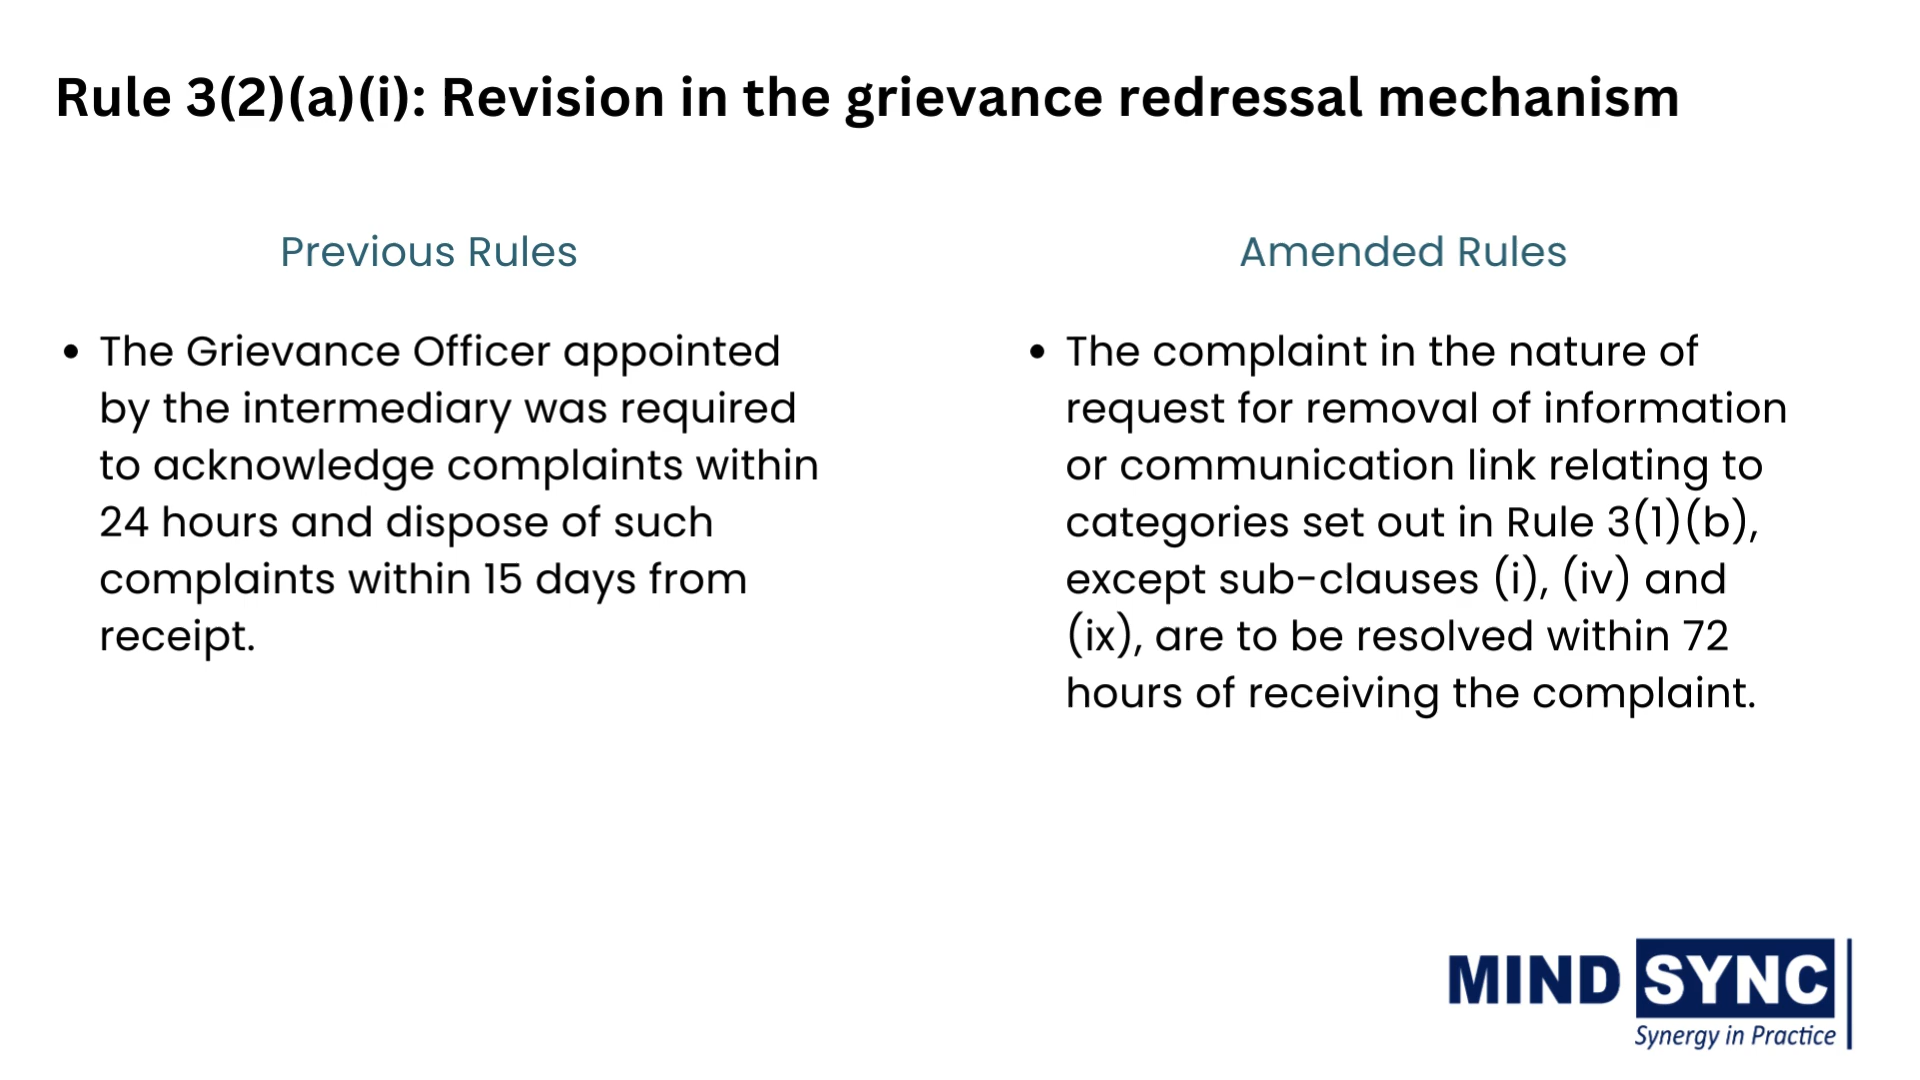 Rule 3(2)(a)(i): Revision in the grievance redressal mechanism
Previous Rules
• The Grievance Officer appointed
by the intermediary was required
to acknowledge complaints within
24 hours and dispose of such
complaints within 15 days from
receipt.
Amended Rules
• The complaint in the nature of
request for removal of information
or communication link relating to
categories set out in Rule 3(1)(b),
except sub-clauses (i), (iv) and
(ix), are to be resolved within 72
hours of receiving the complaint.
MIND SYNC
Synergy in Practice